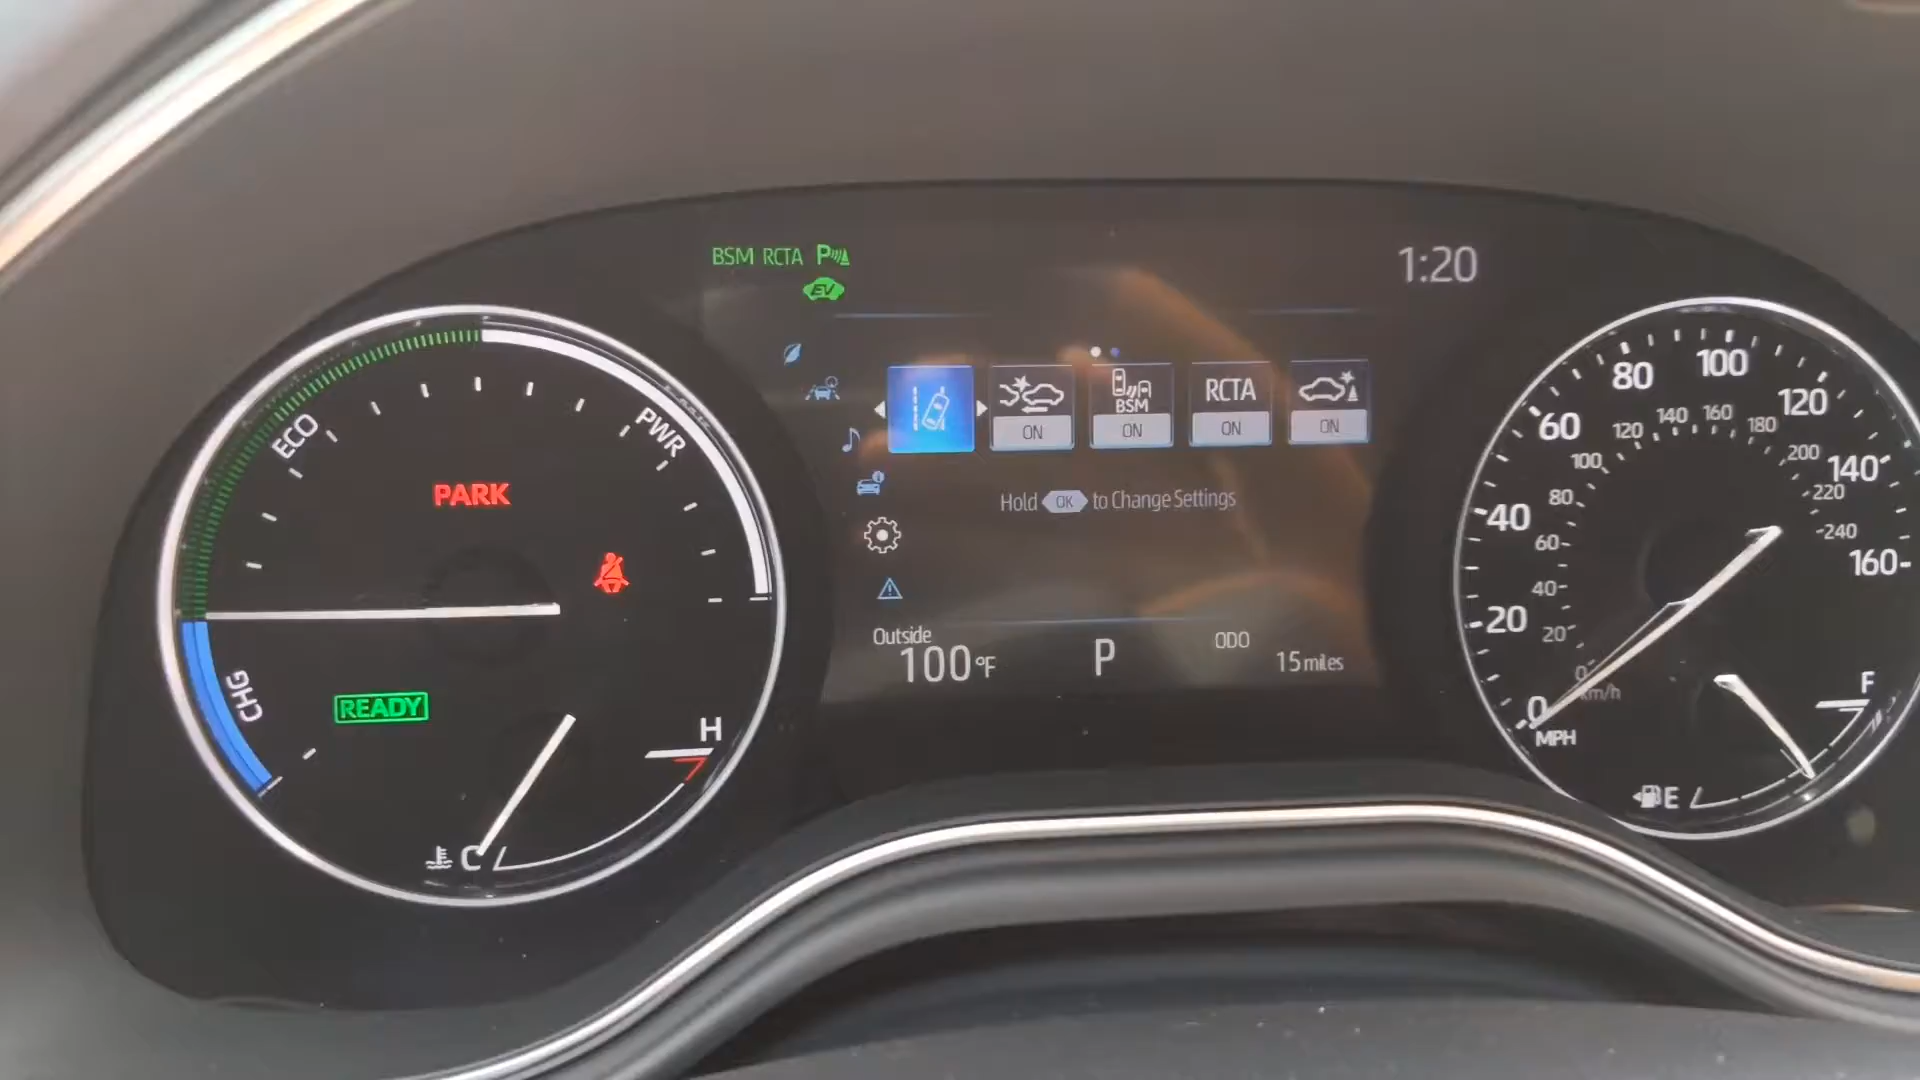 BSM RCTA P
EV
1:20
ECO
PWR
CHG
PARK
READY
H
C
BSM
RCTA
ON
ON
ON
ON
Hold OK to Change Settings
Outside
100°F
P
ODO
15 miles
0
20
40
60
80
100
120
140
160
0
20
40
60
80
100
120
140
160
180
200
220
240
km/h
MPH
F
E